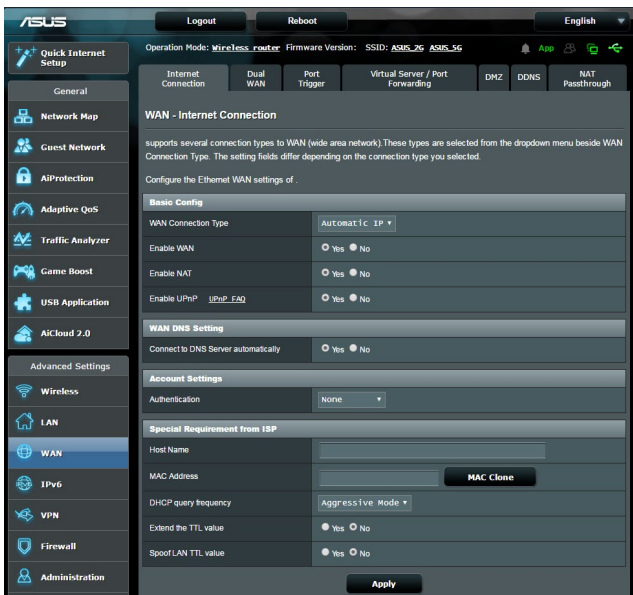 ASUS
Logout
Reboot
English
Quick Internet Setup
Operation Mode: Wireless router Firmware Version: SSID: ASUS_2G ASUS_5G
App
General
Network Map
Guest Network
AiProtection
Adaptive QoS
Traffic Analyzer
Game Boost
USB Application
AiCloud 2.0
Advanced Settings
Wireless
LAN
WAN
IPv6
VPN
Firewall
Administration
Internet Connection
Dual WAN
Port Trigger
Virtual Server / Port Forwarding
DMZ
DDNS
NAT Passthrough
WAN - Internet Connection
supports several connection types to WAN (wide area network).These types are selected from the dropdown menu beside WAN
Connection Type. The setting fields differ depending on the connection type you selected.
Configure the Ethernet WAN settings of .
Basic Config
WAN Connection Type Automatic IP
Enable WAN Yes No
Enable NAT Yes No
Enable UPnP UPnP FAQ Yes No
WAN DNS Setting
Connect to DNS Server automatically Yes No
Account Settings
Authentication None
Special Requirement from ISP
Host Name
MAC Address MAC Clone
DHCP query frequency Aggressive Mode
Extend the TTL value Yes No
Spoof LAN TTL value Yes No
Apply